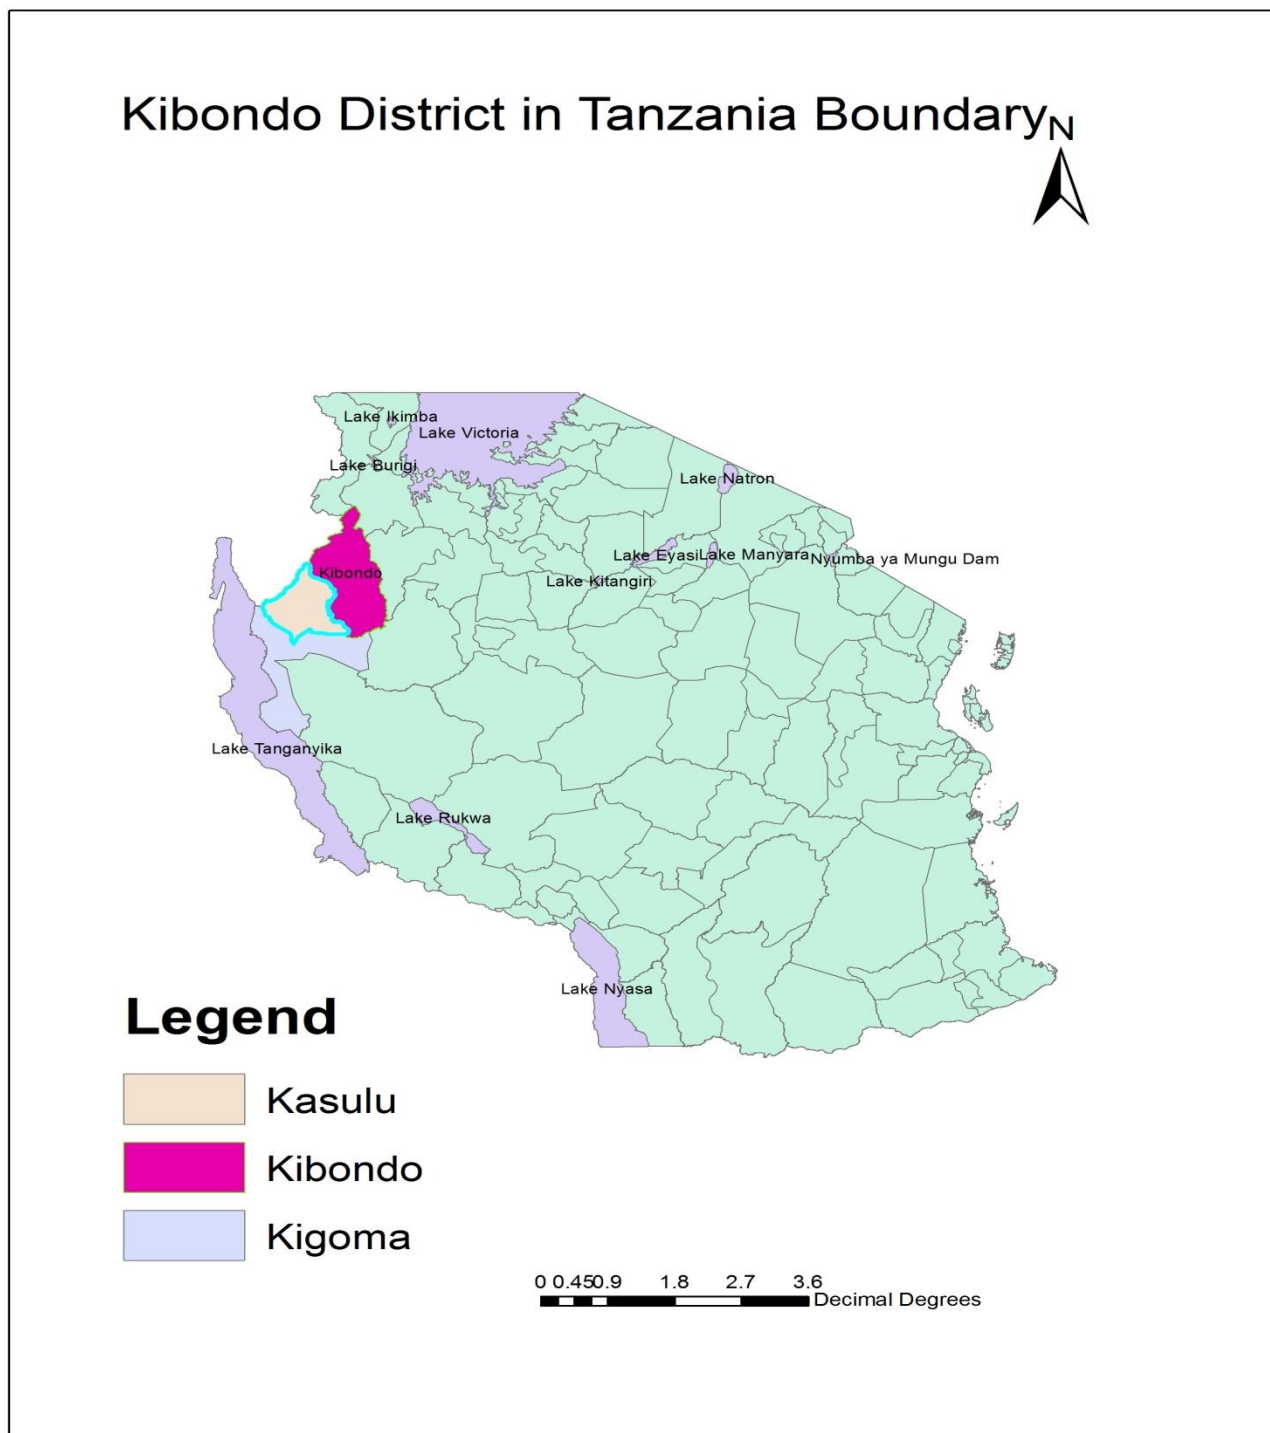 Kibondo District in Tanzania Boundary
N
Lake Ikimba
Lake Victoria
Lake Burigi
Lake Natron
Lake Eyasi
Lake Manyara
Nyumba ya Mungu Dam
Kibondo
Lake Kitangiri
Lake Tanganyika
Lake Rukwa
Lake Nyasa
Legend
Kasulu
Kibondo
Kigoma
0 0.45 0.9 1.8 2.7 3.6
Decimal Degrees